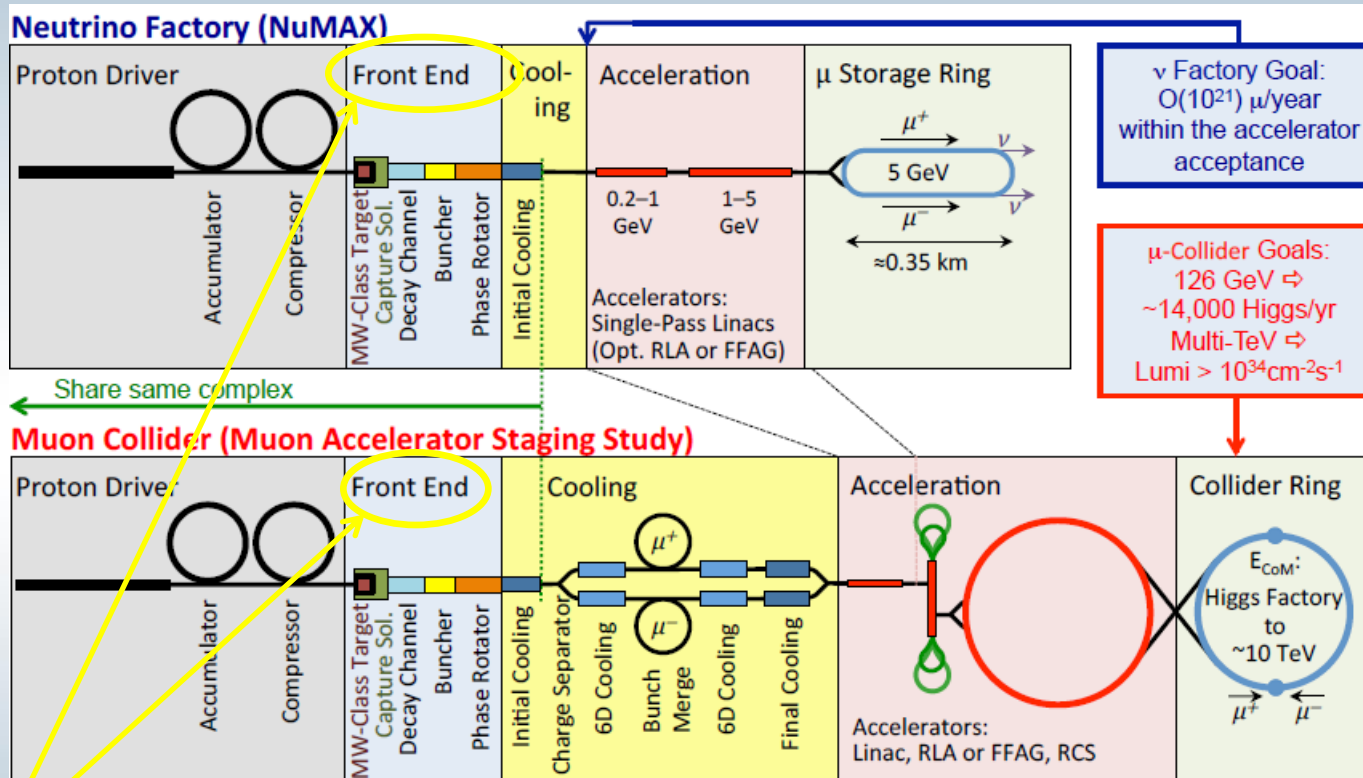 Neutrino Factory (NuMAX)
Proton Driver
Front End
Cool-
ing
Acceleration
μ Storage Ring
ν Factory Goal:
O(10²¹) μ/year
within the accelerator
acceptance
Accumulator
Compressor
MW-Class Target
Capture Sol.
Decay Channel
Buncher
Phase Rotator
Initial Cooling
0.2–1
GeV
1–5
GeV
Accelerators:
Single-Pass Linacs
(Opt. RLA or FFAG)
μ⁺
5 GeV
μ⁻
ν
ν
≈0.35 km
μ-Collider Goals:
126 GeV ⇨
~14,000 Higgs/yr
Multi-TeV ⇨
Lumi > 10³⁴cm⁻²s⁻¹
Share same complex
Muon Collider (Muon Accelerator Staging Study)
Proton Driver
Front End
Cooling
Acceleration
Collider Ring
Accumulator
Compressor
MW-Class Target
Capture Sol.
Decay Channel
Buncher
Phase Rotator
Initial Cooling
Charge Separator
6D Cooling
μ⁺
μ⁻
Bunch
Merge
6D Cooling
Final Cooling
Accelerators:
Linac, RLA or FFAG, RCS
E_CoM:
Higgs Factory
to
~10 TeV
μ⁺
μ⁻